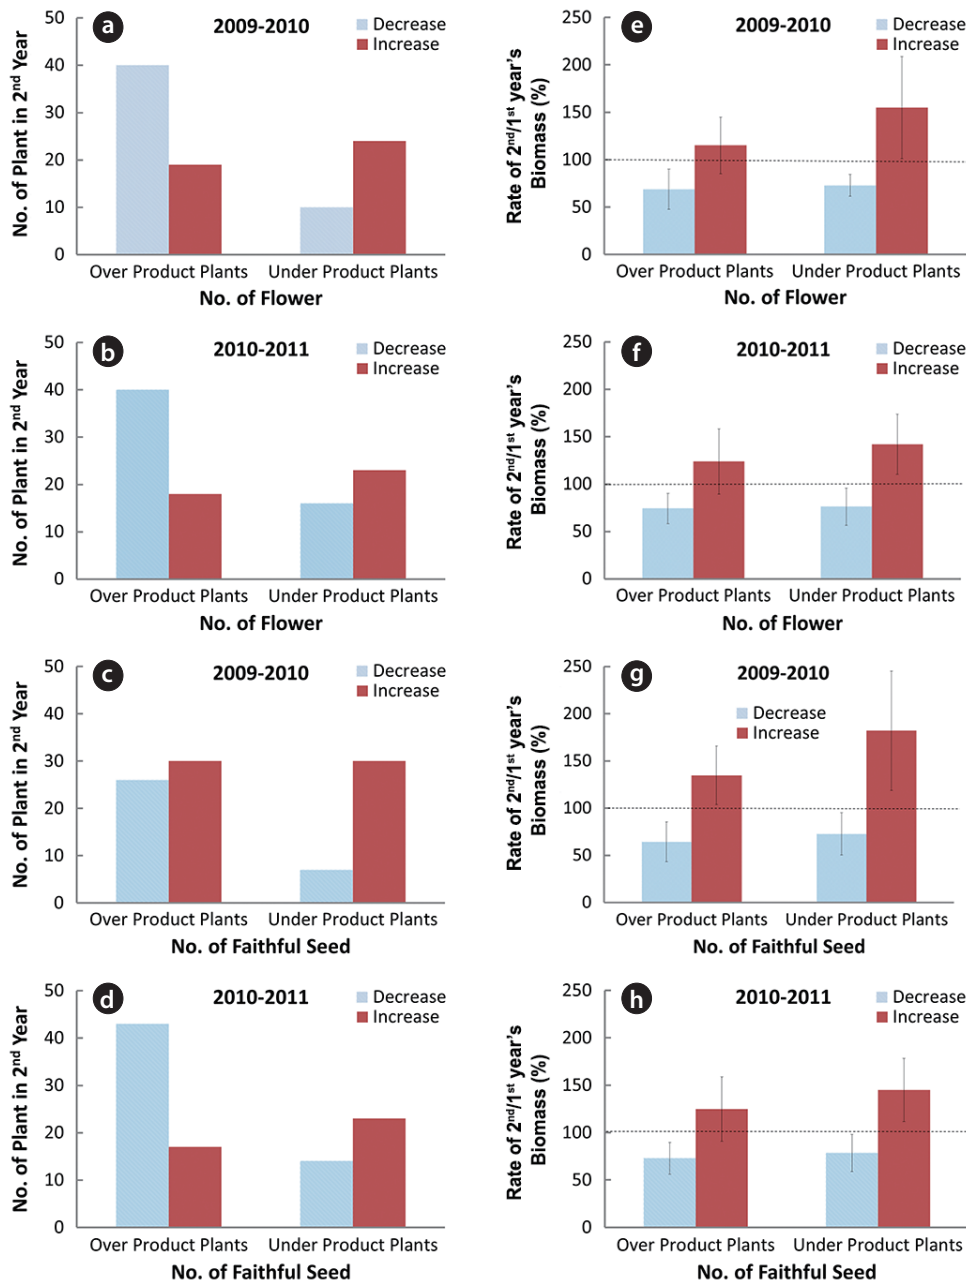 a
2009-2010
Decrease
Increase
No. of Plant in 2nd Year
50
40
30
20
10
0
Over Product Plants
Under Product Plants
No. of Flower
e
2009-2010
Decrease
Increase
Rate of 2nd/1st year's
Biomass (%)
250
200
150
100
50
0
Over Product Plants
Under Product Plants
No. of Flower
b
2010-2011
Decrease
Increase
No. of Plant in 2nd Year
50
40
30
20
10
0
Over Product Plants
Under Product Plants
No. of Flower
f
2010-2011
Decrease
Increase
Rate of 2nd/1st year's
Biomass (%)
250
200
150
100
50
0
Over Product Plants
Under Product Plants
No. of Flower
c
2009-2010
Decrease
Increase
No. of Plant in 2nd Year
50
40
30
20
10
0
Over Product Plants
Under Product Plants
No. of Faithful Seed
g
2009-2010
Decrease
Increase
Rate of 2nd/1st year's
Biomass (%)
250
200
150
100
50
0
Over Product Plants
Under Product Plants
No. of Faithful Seed
d
2010-2011
Decrease
Increase
No. of Plant in 2nd Year
50
40
30
20
10
0
Over Product Plants
Under Product Plants
No. of Faithful Seed
h
2010-2011
Decrease
Increase
Rate of 2nd/1st year's
Biomass (%)
250
200
150
100
50
0
Over Product Plants
Under Product Plants
No. of Faithful Seed